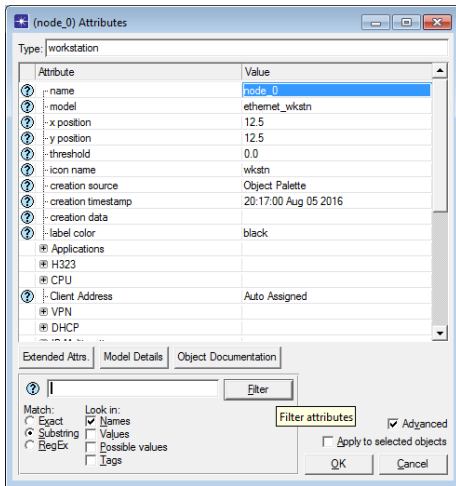 (node_0) Attributes
Type: workstation
Attribute Value
name node_0
model ethernet_wkstn
x position 12.5
y position 12.5
threshold 0.0
icon name wkstn
creation source Object Palette
creation timestamp 20:17:00 Aug 05 2016
creation data
label color black
Applications
H323
CPU
Client Address Auto Assigned
VPN
DHCP
Extended Attrs. Model Details Object Documentation
Filter
Match: Look in:
Exact Names
Substring Values
RegEx Possible values
Tags
Filter attributes
Advanced
Apply to selected objects
OK Cancel